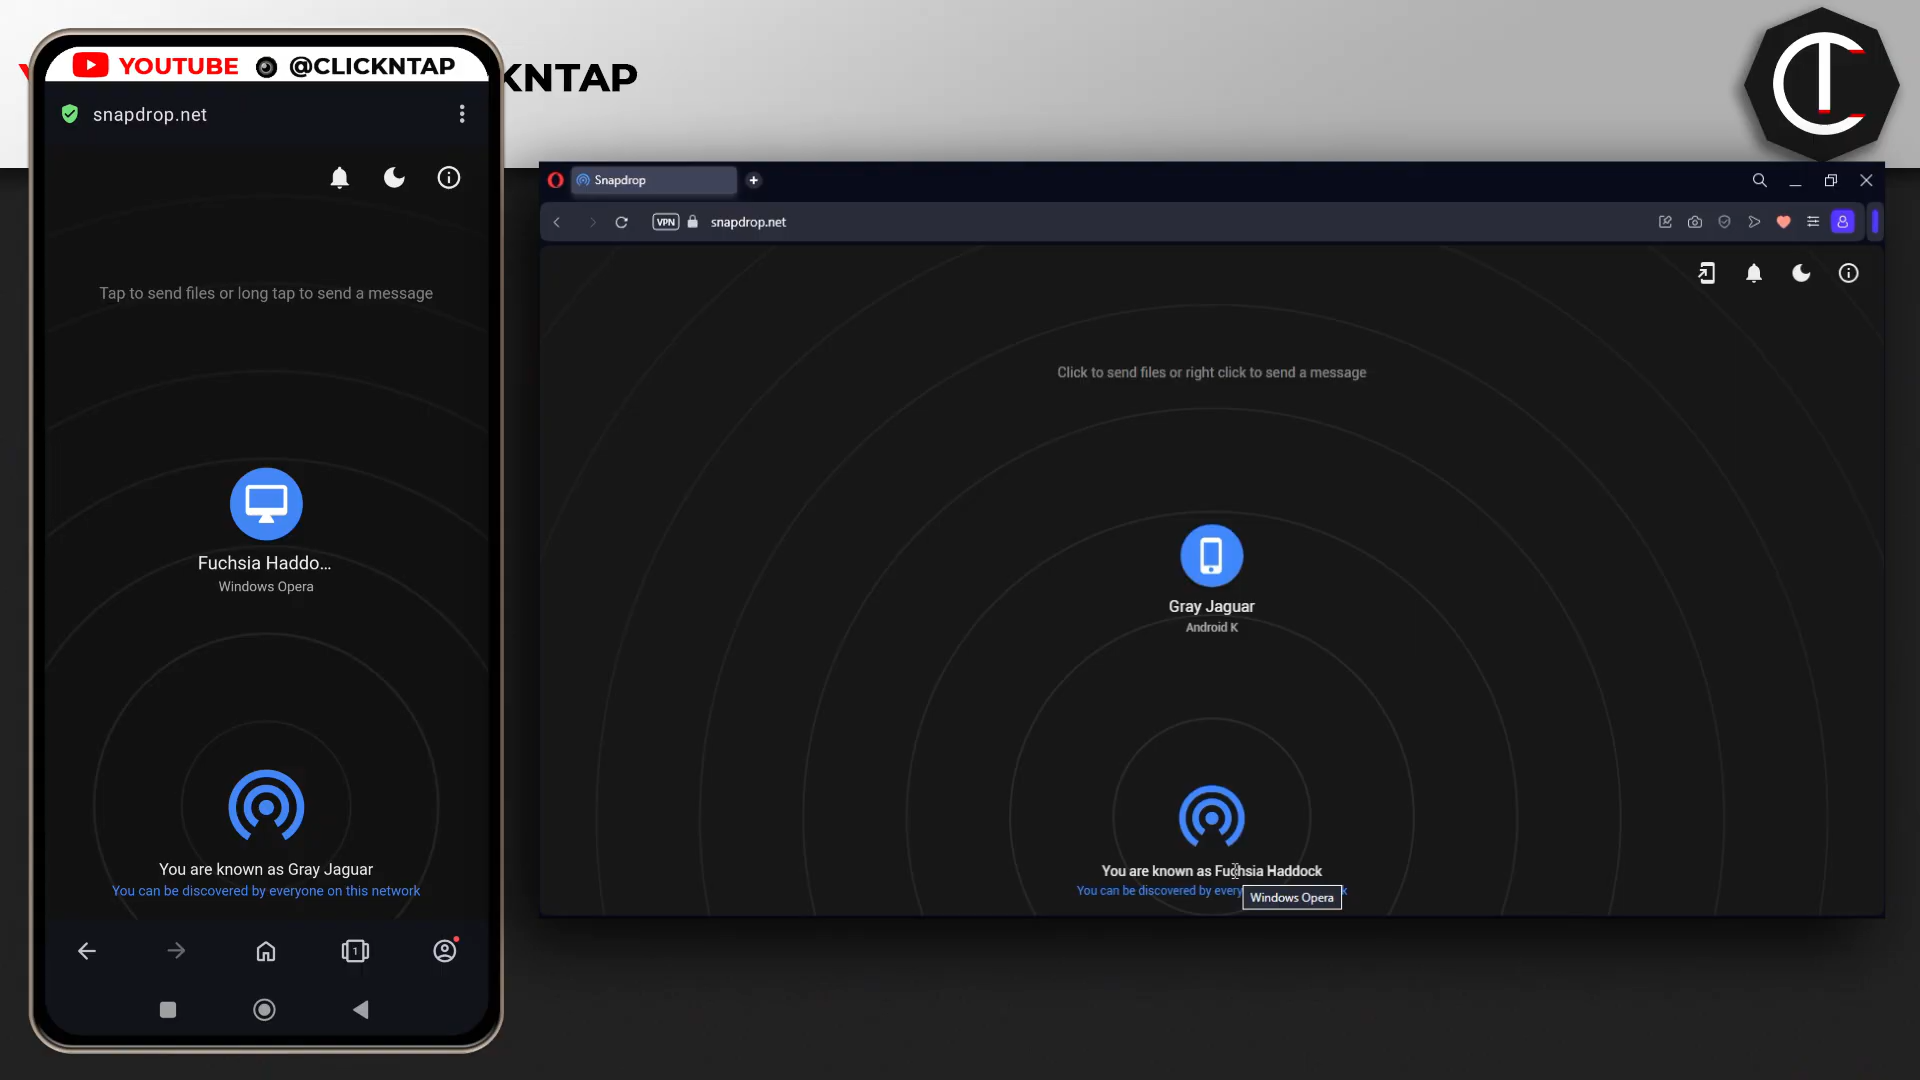 YOUTUBE @CLICKNTAP
KNTAP
snapdrop.net
Tap to send files or long tap to send a message
Fuchsia Haddo...
Windows Opera
You are known as Gray Jaguar
You can be discovered by everyone on this network
1
Snapdrop
VPN
snapdrop.net
Click to send files or right click to send a message
Gray Jaguar
Android K
You are known as Fuchsia Haddock
You can be discovered by every k
Windows Opera